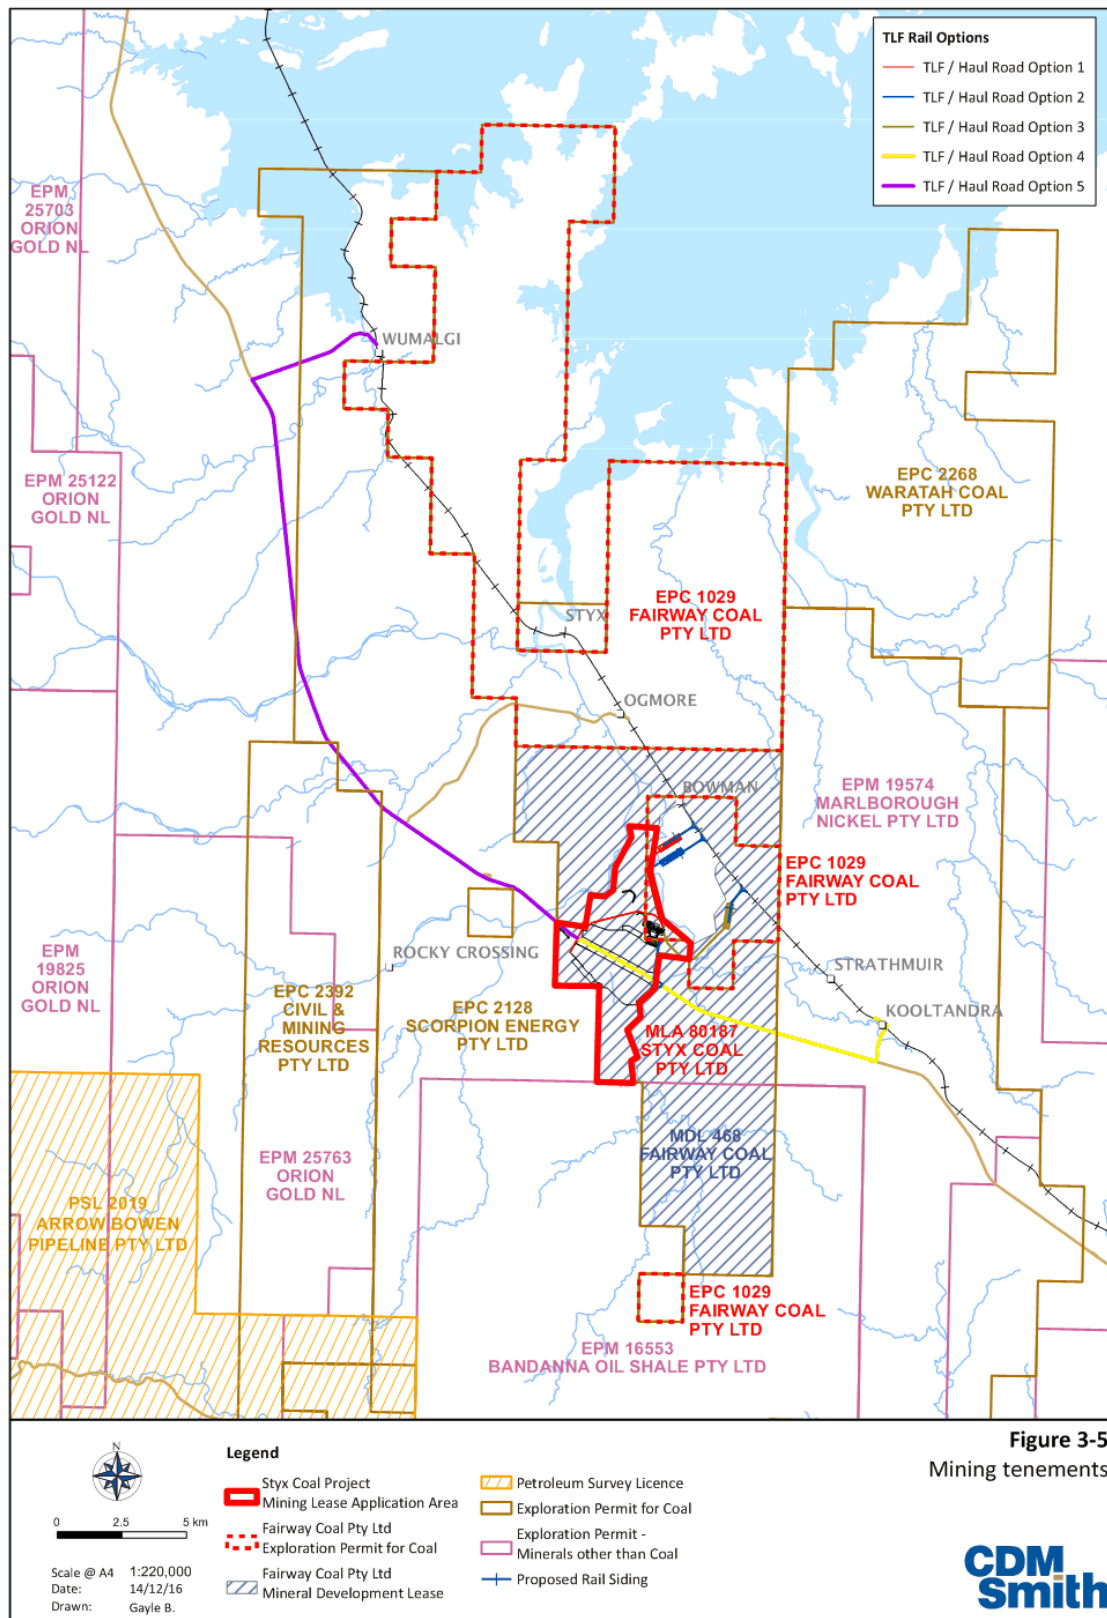 TLF Rail Options
TLF / Haul Road Option 1
TLF / Haul Road Option 2
TLF / Haul Road Option 3
TLF / Haul Road Option 4
TLF / Haul Road Option 5
EPM
25703
ORION
GOLD NL
WUMALGI
EPM 25122
ORION
GOLD NL
EPC 2268
WARATAH COAL
PTY LTD
EPC 1029
FAIRWAY COAL
PTY LTD
STYX
OGMORE
BOWMAN
EPM 19574
MARLBOROUGH
NICKEL PTY LTD
EPC 1029
FAIRWAY COAL
PTY LTD
EPM
19825
ORION
GOLD NL
ROCKY CROSSING
STRATHMUIR
KOOLTANDRA
EPC 2392
CIVIL &
MINING
RESOURCES
PTY LTD
EPC 2128
SCORPION ENERGY
PTY LTD
MLA 80187
STYX COAL
PTY LTD
MDL 468
FAIRWAY COAL
PTY LTD
EPM 25763
ORION
GOLD NL
PSL 2019
ARROW BOWEN
PIPELINE PTY LTD
EPC 1029
FAIRWAY COAL
PTY LTD
EPM 16553
BANDANNA OIL SHALE PTY LTD
Figure 3-5
Mining tenements
N
0 2.5 5 km
Scale @ A4 1:220,000
Date: 14/12/16
Drawn: Gayle B.
Legend
Styx Coal Project
Mining Lease Application Area
Fairway Coal Pty Ltd
Exploration Permit for Coal
Fairway Coal Pty Ltd
Mineral Development Lease
Petroleum Survey Licence
Exploration Permit for Coal
Exploration Permit -
Minerals other than Coal
Proposed Rail Siding
CDM
Smith